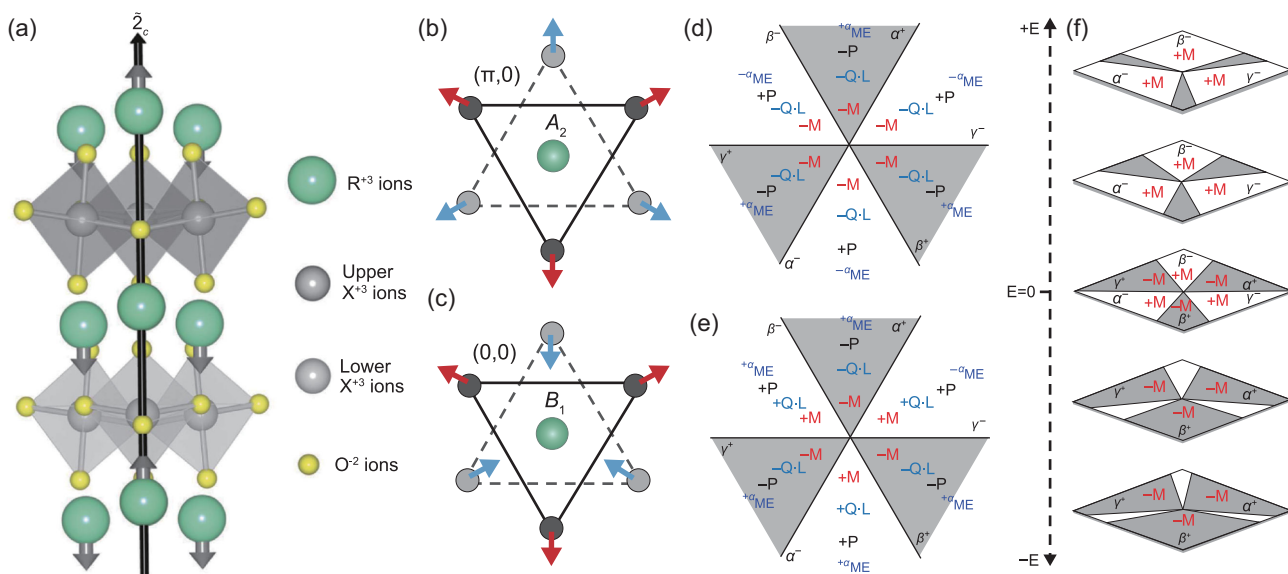 (a)
2̃c
R+3 ions
Upper
X+3 ions
Lower
X+3 ions
O-2 ions
(b)
(π,0)
A2
(c)
(0,0)
B1
(d)
β− +αME α+
−P
−αME −Q·L −αME
+P +P
−Q·L −M −Q·L
−M −M
γ−
γ+
−M −M
−Q·L −M −Q·L
−P −P
+αME −Q·L +αME
+P
α− −αME β+
(e)
β− +αME α+
−P
−αME −Q·L −αME
+P +P
+Q·L −M +Q·L
+M +M
γ−
γ+
−M −M
−Q·L +M −Q·L
−P −P
+αME +Q·L +αME
+P
α− +αME β+
+E
E=0
−E
(f)
β−
+M
α− +M +M γ−
β−
+M
α− +M +M γ−
β−
γ+ −M +M −M α+
α− +M −M +M γ−
β+
γ+ −M −M α+
−M
β+
γ+ −M −M α+
−M
β+